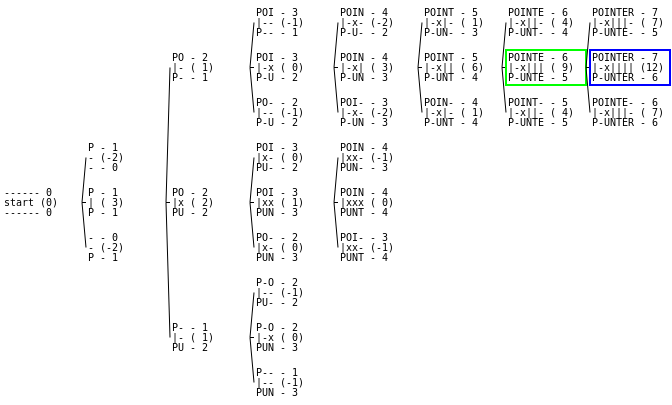 ------ 0
start (0)
------ 0
P - 1
- (-2)
- - 0
P - 1
| ( 3)
P - 1
- - 0
- (-2)
P - 1
PO - 2
|- ( 1)
P- - 1
PO - 2
|x ( 2)
PU - 2
P- - 1
|- ( 1)
PU - 2
POI - 3
|-- (-1)
P-- - 1
POI - 3
|-x ( 0)
P-U - 2
PO- - 2
|-- (-1)
P-U - 2
POI - 3
|x- ( 0)
PU- - 2
POI - 3
|xx ( 1)
PUN - 3
PO- - 2
|x- ( 0)
PUN - 3
P-O - 2
|-- (-1)
PU- - 2
P-O - 2
|-x ( 0)
PUN - 3
P-- - 1
|-- (-1)
PUN - 3
POIN - 4
|-x- (-2)
P-U- - 2
POIN - 4
|-x| ( 3)
P-UN - 3
POI- - 3
|-x- (-2)
P-UN - 3
POIN - 4
|xx- (-1)
PUN- - 3
POIN - 4
|xxx ( 0)
PUNT - 4
POI- - 3
|xx- (-1)
PUNT - 4
POINT - 5
|-x|- ( 1)
P-UN- - 3
POINT - 5
|-x|| ( 6)
P-UNT - 4
POIN- - 4
|-x|- ( 1)
P-UNT - 4
POINTE - 6
|-x||- ( 4)
P-UNT- - 4
POINTE - 6
|-x||| ( 9)
P-UNTE - 5
POINT- - 5
|-x||- ( 4)
P-UNTE - 5
POINTER - 7
|-x|||- ( 7)
P-UNTE- - 5
POINTER - 7
|-x|||| (12)
P-UNTER - 6
POINTE- - 6
|-x|||- ( 7)
P-UNTER - 6